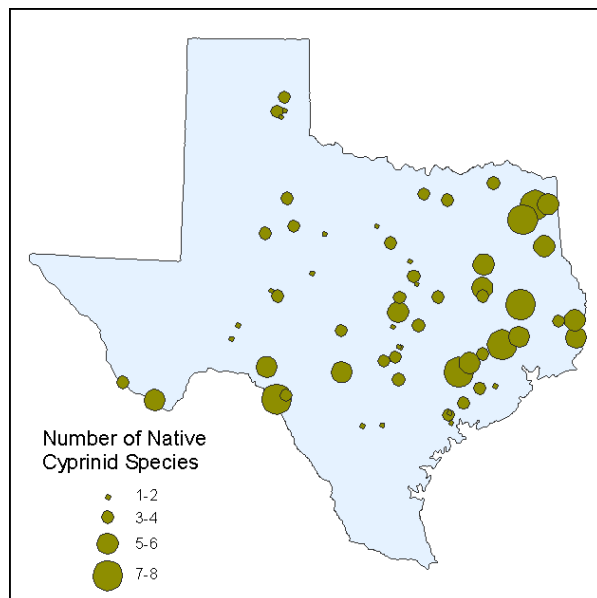 Number of Native
Cyprinid Species
1-2
3-4
5-6
7-8